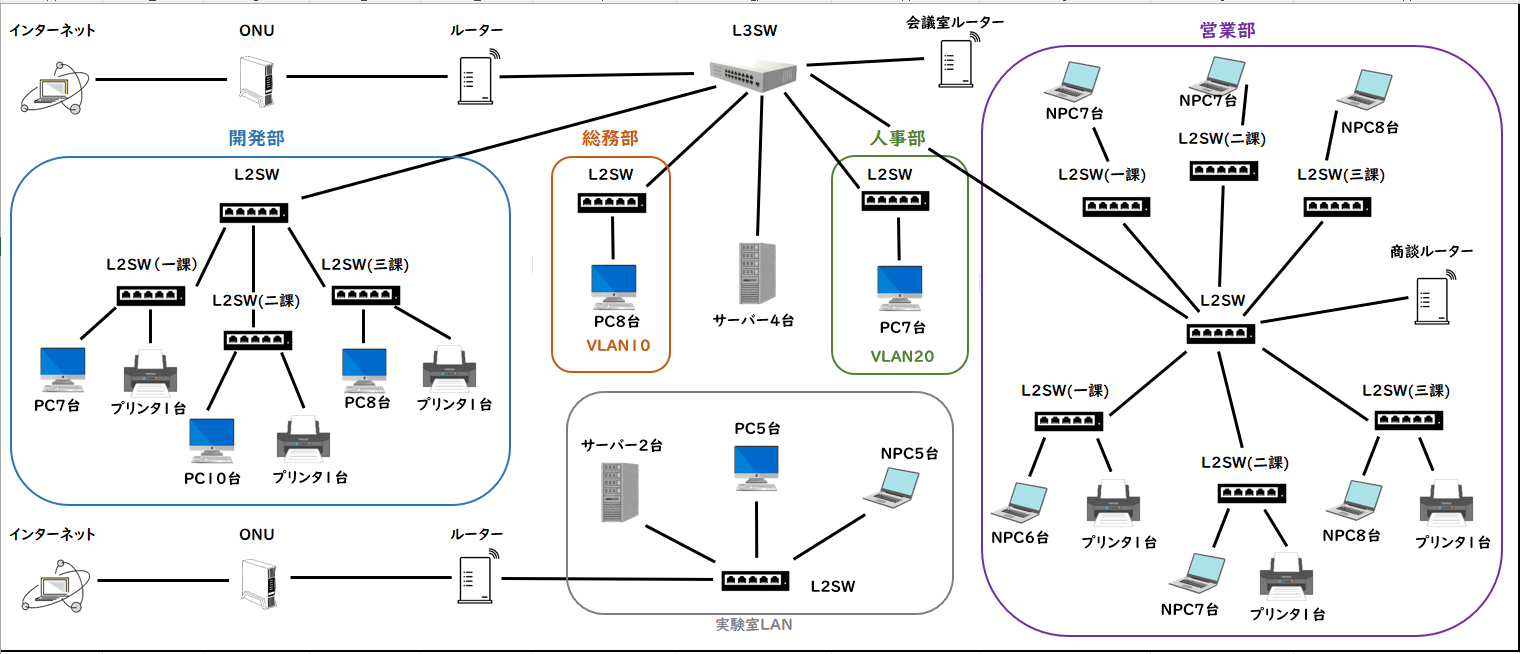 インターネット
ONU
ルーター
L3SW
会議室ルーター
営業部
NPC7台
NPC7台
NPC8台
L2SW(一課)
L2SW(二課)
L2SW(三課)
開発部
L2SW
L2SW(一課)
L2SW(二課)
L2SW(三課)
PC7台
プリンタ1台
PC10台
プリンタ1台
PC8台
プリンタ1台
総務部
L2SW
PC8台
VLAN10
サーバー4台
人事部
L2SW
PC7台
VLAN20
商談ルーター
L2SW
L2SW(一課)
L2SW(二課)
L2SW(三課)
NPC6台
プリンタ1台
NPC7台
プリンタ1台
NPC8台
プリンタ1台
インターネット
ONU
ルーター
サーバー2台
PC5台
NPC5台
L2SW
実験室LAN